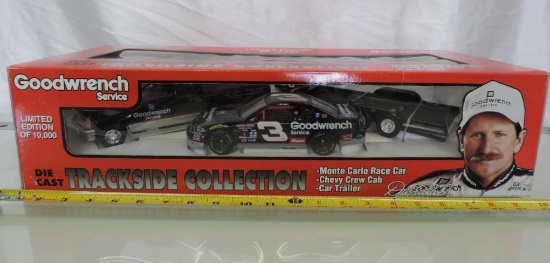 Goodwrench
Service
LIMITED
EDITION
OF 10,000
3
Goodwrench
Service
Goodwrench
DIE
CAST
TRACKSIDE COLLECTION
•Monte Carlo Race Car
•Chevy Crew Cab
•Car Trailer